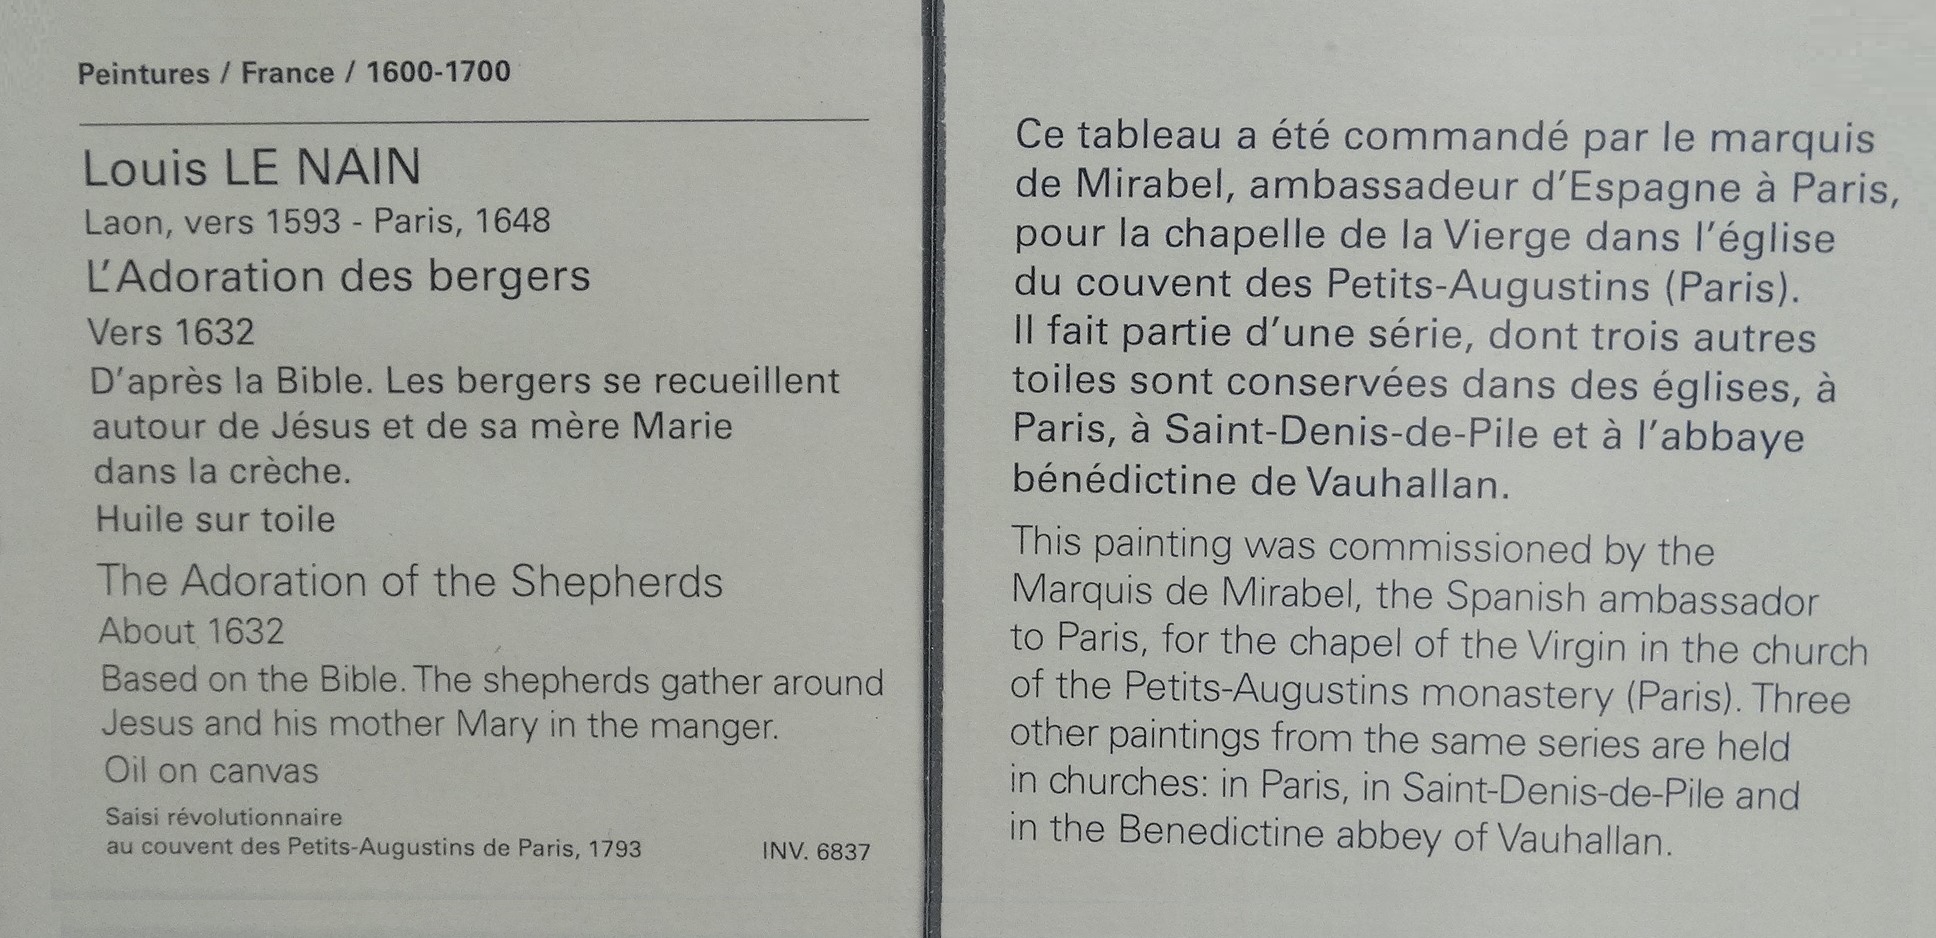 Peintures / France / 1600-1700
Louis LE NAIN
Laon, vers 1593 - Paris, 1648
L'Adoration des bergers
Vers 1632
D'après la Bible. Les bergers se recueillent
autour de Jésus et de sa mère Marie
dans la crèche.
Huile sur toile
The Adoration of the Shepherds
About 1632
Based on the Bible. The shepherds gather around
Jesus and his mother Mary in the manger.
Oil on canvas
Saisi révolutionnaire
au couvent des Petits-Augustins de Paris, 1793
INV. 6837
Ce tableau a été commandé par le marquis
de Mirabel, ambassadeur d'Espagne à Paris,
pour la chapelle de la Vierge dans l'église
du couvent des Petits-Augustins (Paris).
Il fait partie d'une série, dont trois autres
toiles sont conservées dans des églises, à
Paris, à Saint-Denis-de-Pile et à l'abbaye
bénédictine de Vauhallan.
This painting was commissioned by the
Marquis de Mirabel, the Spanish ambassador
to Paris, for the chapel of the Virgin in the church
of the Petits-Augustins monastery (Paris). Three
other paintings from the same series are held
in churches: in Paris, in Saint-Denis-de-Pile and
in the Benedictine abbey of Vauhallan.